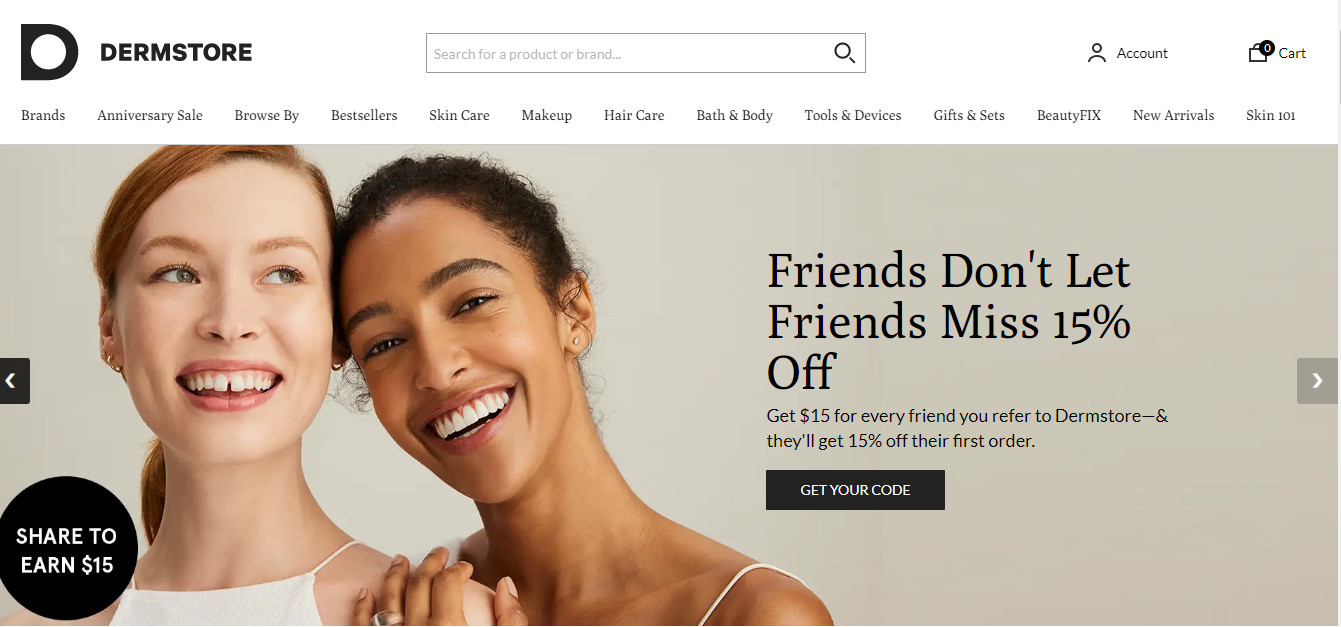 DERMSTORE
Search for a product or brand...
Account
0
Cart
Brands Anniversary Sale Browse By Bestsellers Skin Care Makeup Hair Care Bath & Body Tools & Devices Gifts & Sets BeautyFIX New Arrivals Skin 101
Friends Don't Let
Friends Miss 15%
Off
Get $15 for every friend you refer to Dermstore—&
they'll get 15% off their first order.
GET YOUR CODE
SHARE TO
EARN $15